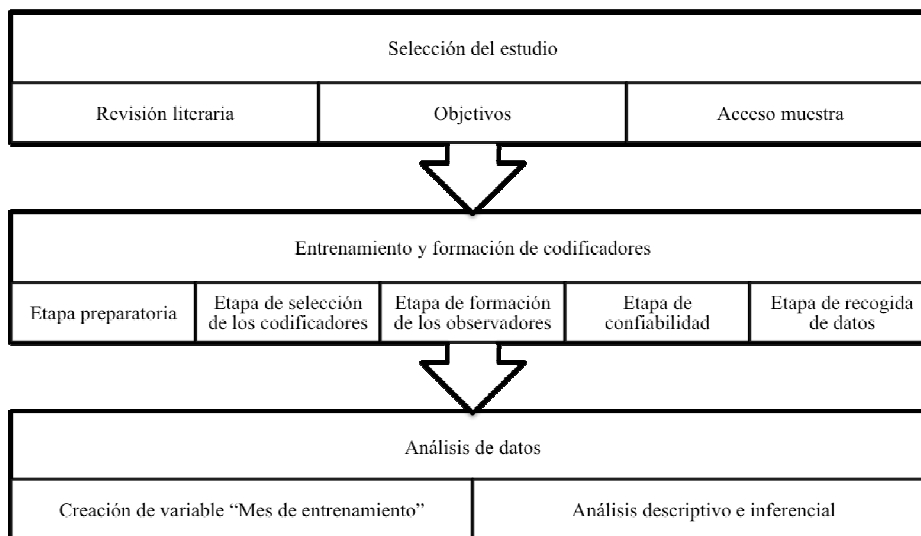 Selección del estudio
Revisión literaria
Objetivos
Acceso muestra
Entrenamiento y formación de codificadores
Etapa preparatoria
Etapa de selección
de los codificadores
Etapa de formación
de los observadores
Etapa de
confiabilidad
Etapa de recogida
de datos
Análisis de datos
Creación de variable “Mes de entrenamiento”
Análisis descriptivo e inferencial